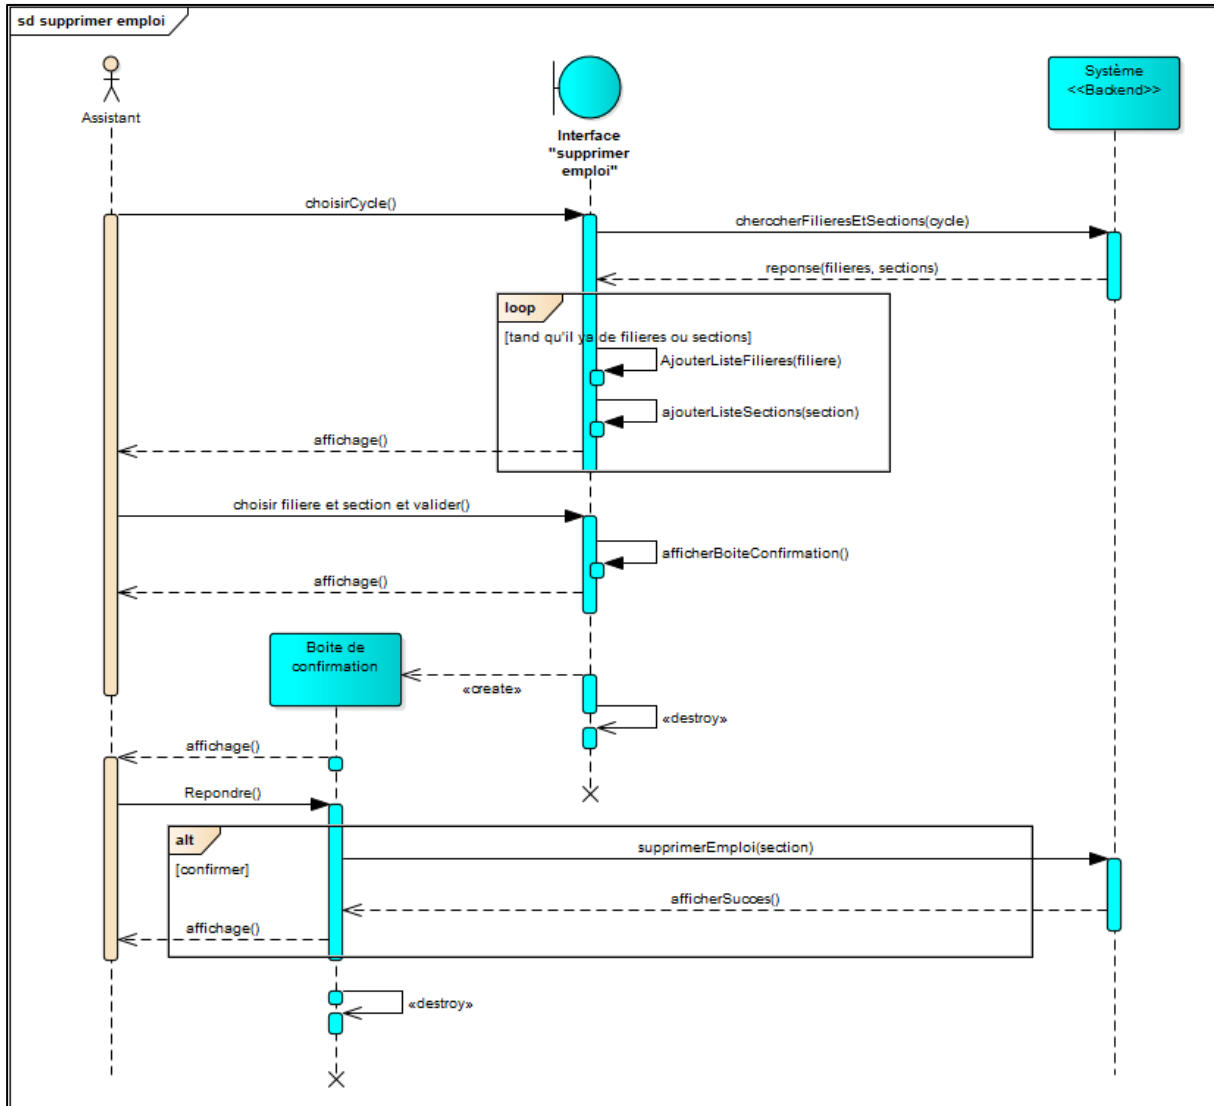 sd supprimer emploi
Assistant
Interface
"supprimer
emploi"
Système
<<Backend>>
choisirCycle()
chercherFilieresEtSections(cycle)
reponse(filieres, sections)
loop
[tand qu'il ya de filieres ou sections]
AjouterListeFilieres(filiere)
ajouterListeSections(section)
affichage()
choisir filiere et section et valider()
afficherBoiteConfirmation()
affichage()
Boite de
confirmation
«create»
«destroy»
affichage()
Repondre()
alt
[confirmer]
supprimerEmploi(section)
afficherSucces()
affichage()
«destroy»